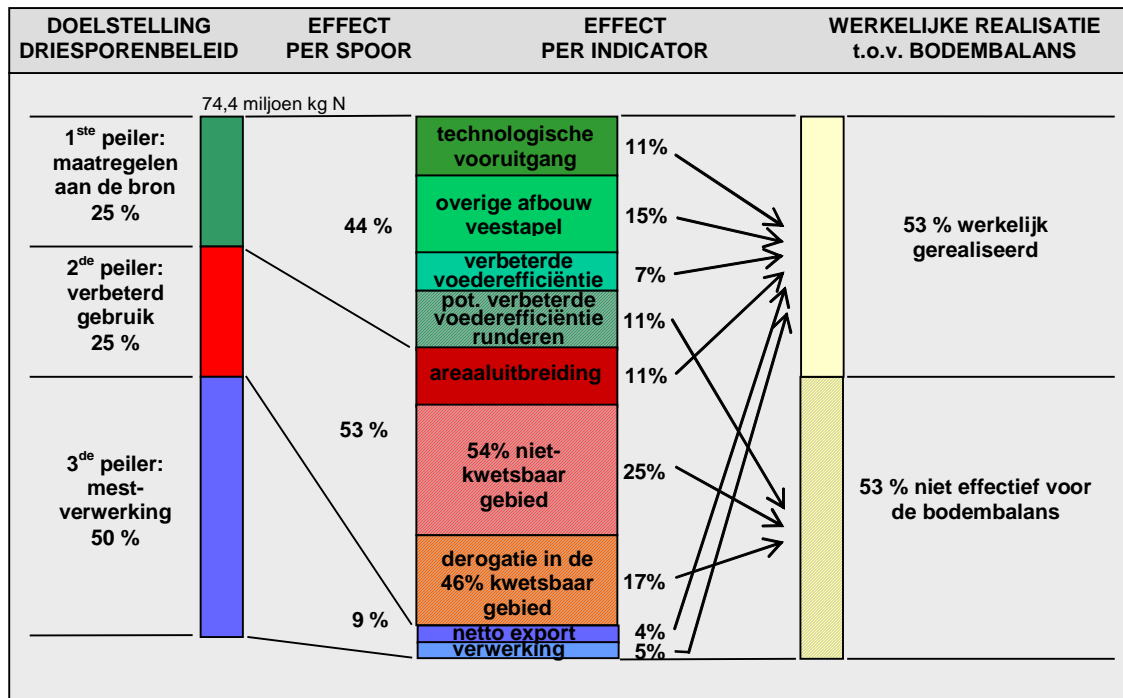 DOELSTELLING
DRIESPORENBELEID
EFFECT
PER SPOOR
EFFECT
PER INDICATOR
WERKELIJKE REALISATIE
t.o.v. BODEMBALANS
74,4 miljoen kg N
1ste peiler:
maatregelen
aan de bron
25 %
2de peiler:
verbeterd
gebruik
25 %
3de peiler:
mest-
verwerking
50 %
44 %
53 %
9 %
technologische
vooruitgang
11%
overige afbouw
veestapel
15%
verbeterde
voederefficiëntie
7%
pot. verbeterde
voederefficiëntie
runderen
11%
areaaluitbreiding
11%
54% niet-
kwetsbaar
gebied
25%
derogatie in de
46% kwetsbaar
gebied
17%
netto export
4%
verwerking
5%
53 % werkelijk
gerealiseerd
53 % niet effectief voor
de bodembalans